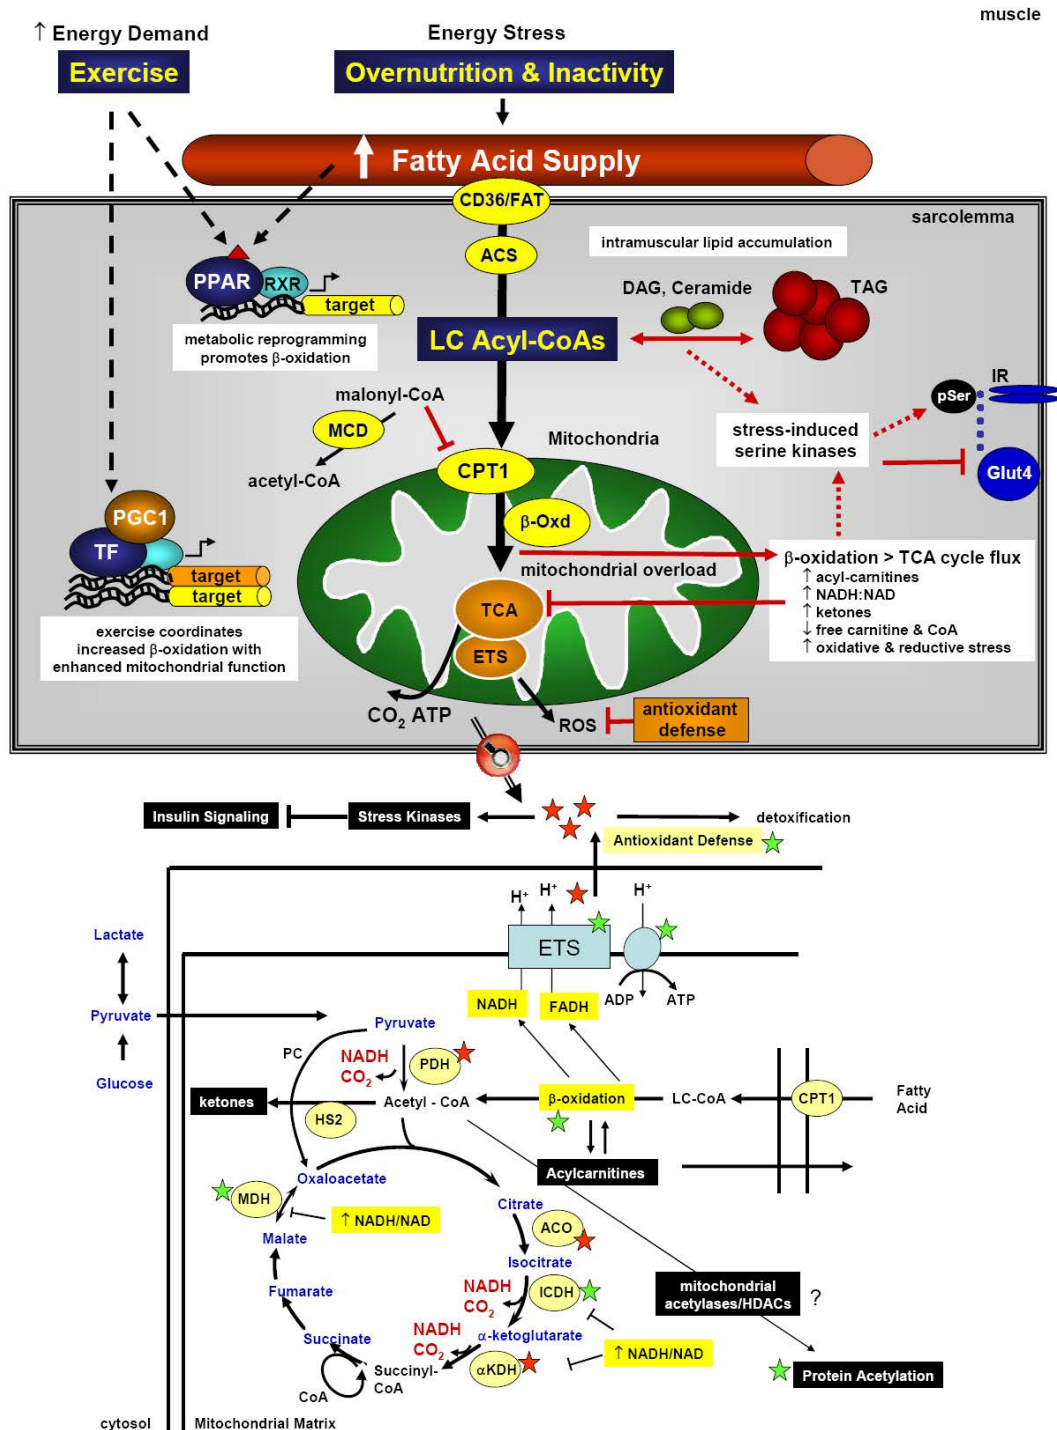 muscle
↑ Energy Demand
Exercise
Energy Stress
Overnutrition & Inactivity
Fatty Acid Supply
CD36/FAT
sarcolemma
ACS
intramuscular lipid accumulation
PPAR
RXR
target
DAG, Ceramide
TAG
metabolic reprogramming
promotes β-oxidation
LC Acyl-CoAs
malonyl-CoA
MCD
acetyl-CoA
IR
pSer
stress-induced
serine kinases
Glut4
Mitochondria
CPT1
β-Oxd
PGC1
TF
target
target
exercise coordinates
increased β-oxidation with
enhanced mitochondrial function
mitochondrial overload
β-oxidation > TCA cycle flux
↑ acyl-carnitines
↑ NADH:NAD
↑ ketones
↓ free carnitine & CoA
↑ oxidative & reductive stress
TCA
ETS
CO2 ATP
ROS
antioxidant
defense
Insulin Signaling
Stress Kinases
detoxification
Antioxidant Defense
H+
H+
H+
ETS
Lactate
NADH
FADH
ADP
ATP
Pyruvate
Pyruvate
PC
NADH
CO2
PDH
Glucose
ketones
HS2
Acetyl - CoA
β-oxidation
LC-CoA
CPT1
Fatty
Acid
Acylcarnitines
Oxaloacetate
MDH
↑ NADH/NAD
Citrate
ACO
Malate
Isocitrate
Fumarate
NADH
CO2
ICDH
mitochondrial
acetylases/HDACs
?
Succinate
NADH
CO2
α-ketoglutarate
↑ NADH/NAD
αKDH
Succinyl-
CoA
CoA
Protein Acetylation
cytosol
Mitochondrial Matrix